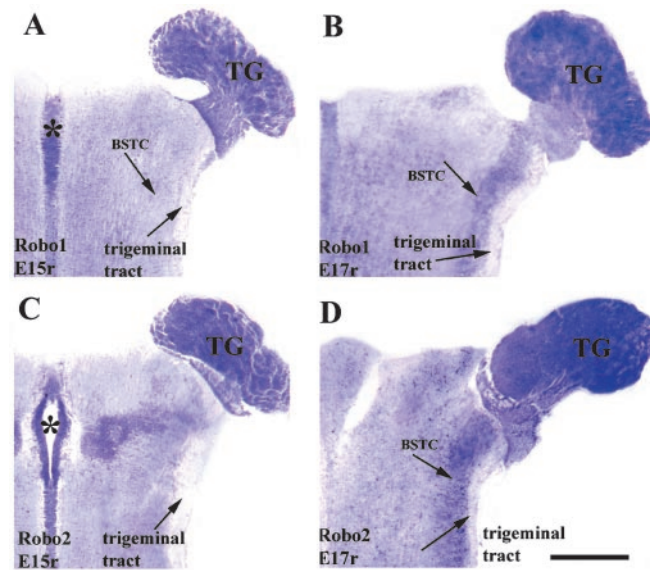 A
TG
*
BSTC
Robo1
E15r
trigeminal
tract
B
TG
BSTC
Robo1
E17r
trigeminal
tract
C
TG
*
Robo2
E15r
trigeminal
tract
D
TG
BSTC
Robo2
E17r
trigeminal
tract